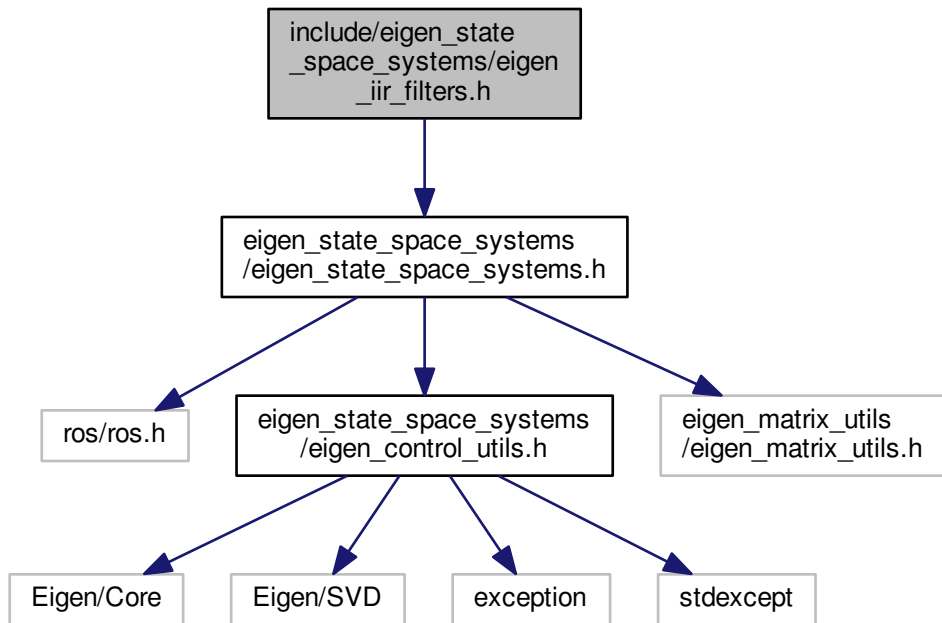 include/eigen_state
_space_systems/eigen
_iir_filters.h
eigen_state_space_systems
/eigen_state_space_systems.h
ros/ros.h
eigen_state_space_systems
/eigen_control_utils.h
eigen_matrix_utils
/eigen_matrix_utils.h
Eigen/Core
Eigen/SVD
exception
stdexcept